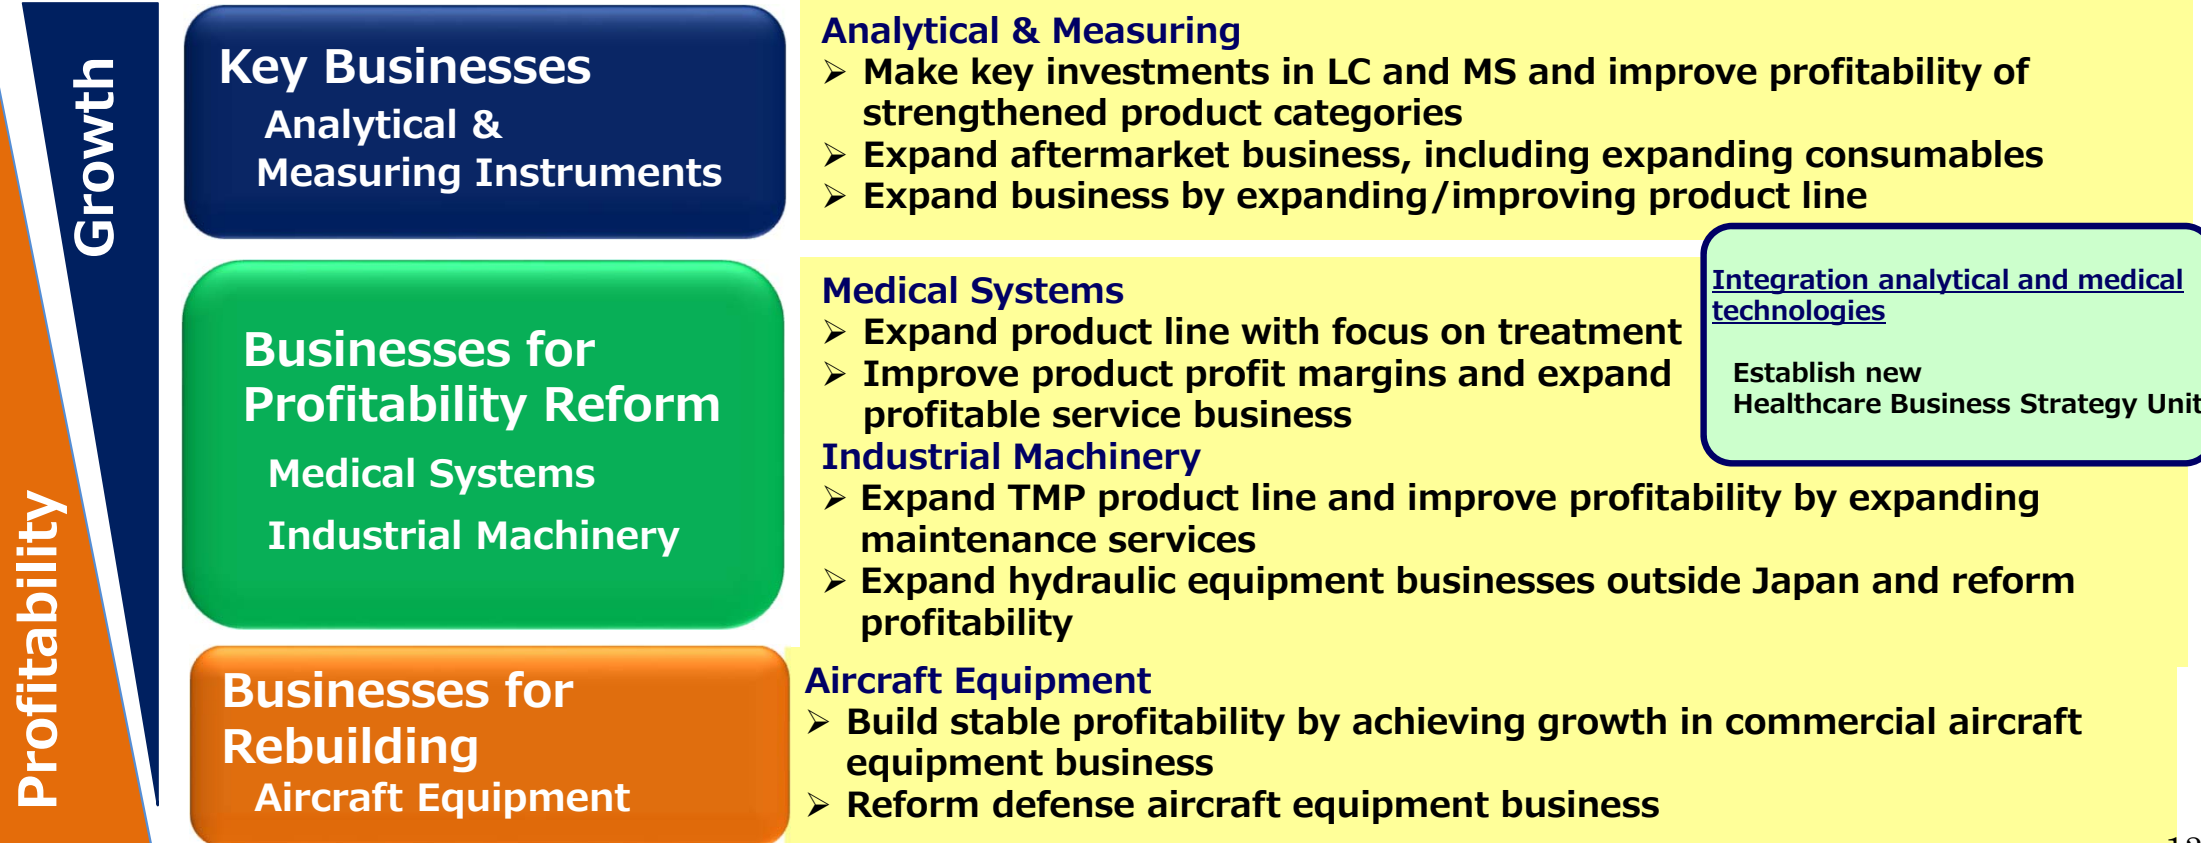 Growth
Profitability
Key Businesses
Analytical &
Measuring Instruments
Analytical & Measuring
➢ Make key investments in LC and MS and improve profitability of
strengthened product categories
➢ Expand aftermarket business, including expanding consumables
➢ Expand business by expanding/improving product line
Businesses for
Profitability Reform
Medical Systems
Industrial Machinery
Medical Systems
➢ Expand product line with focus on treatment
➢ Improve product profit margins and expand
profitable service business
Integration analytical and medical
technologies
Establish new
Healthcare Business Strategy Unit
Industrial Machinery
➢ Expand TMP product line and improve profitability by expanding
maintenance services
➢ Expand hydraulic equipment businesses outside Japan and reform
profitability
Businesses for
Rebuilding
Aircraft Equipment
Aircraft Equipment
➢ Build stable profitability by achieving growth in commercial aircraft
equipment business
➢ Reform defense aircraft equipment business